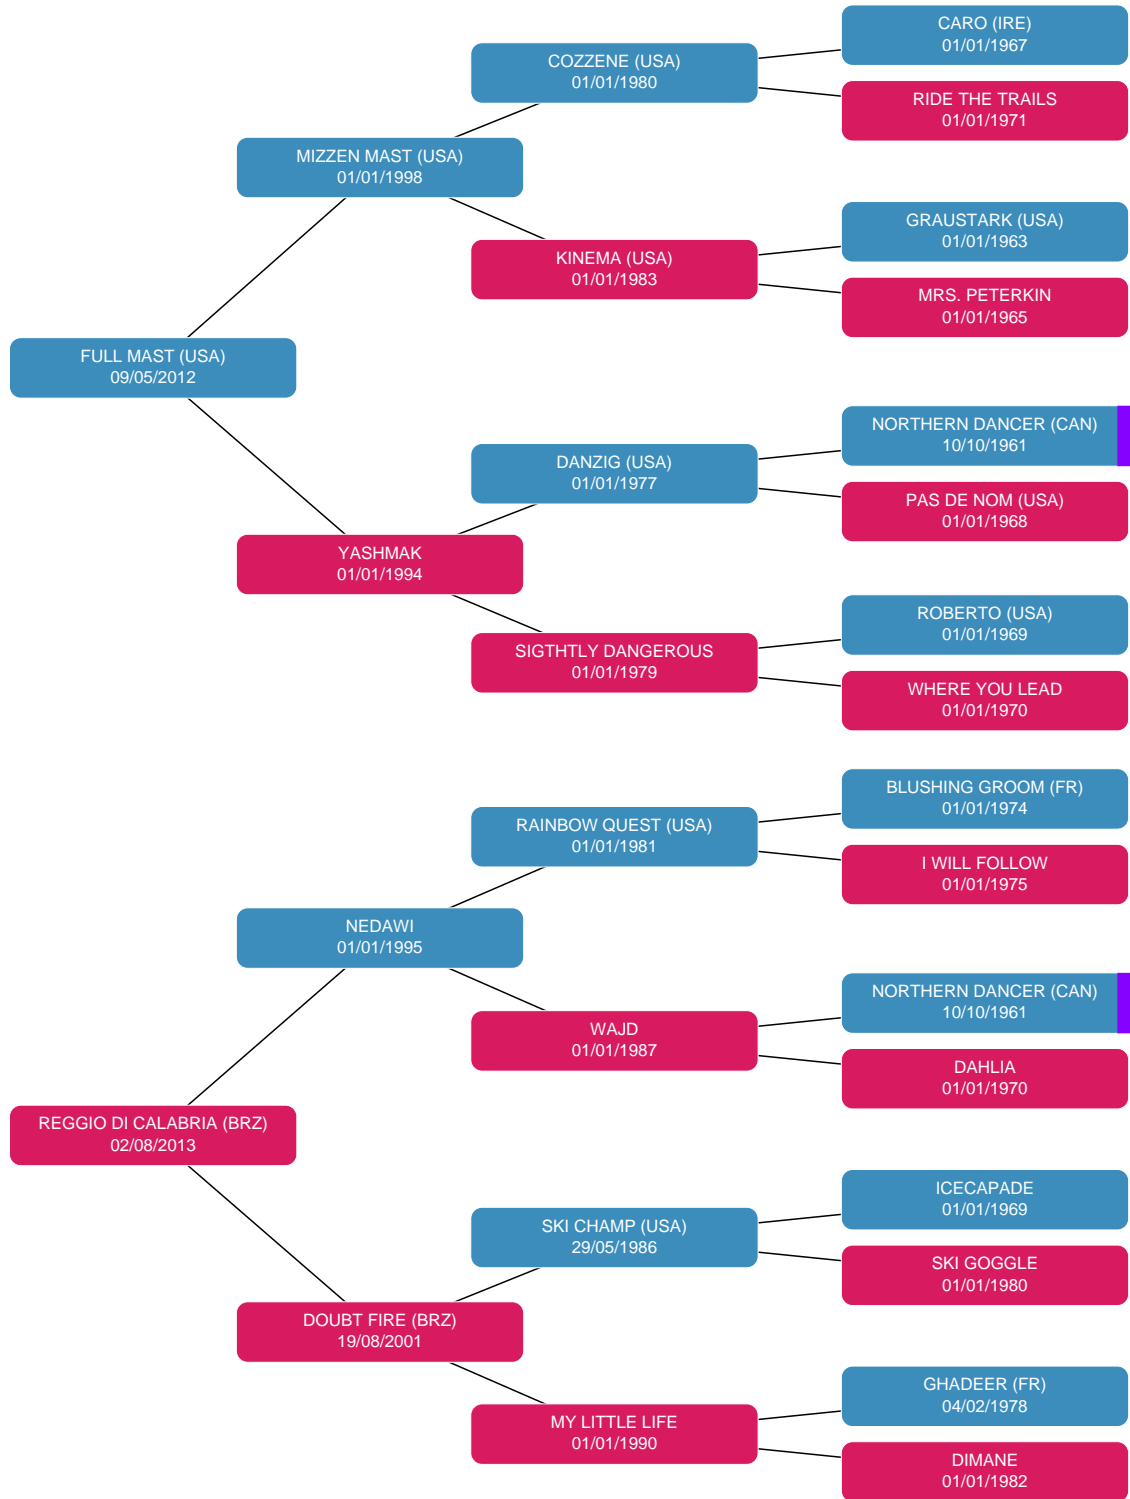 CARO (IRE)
01/01/1967
COZZENE (USA)
01/01/1980
RIDE THE TRAILS
01/01/1971
MIZZEN MAST (USA)
01/01/1998
GRAUSTARK (USA)
01/01/1963
KINEMA (USA)
01/01/1983
MRS. PETERKIN
01/01/1965
FULL MAST (USA)
09/05/2012
NORTHERN DANCER (CAN)
10/10/1961
DANZIG (USA)
01/01/1977
PAS DE NOM (USA)
01/01/1968
YASHMAK
01/01/1994
ROBERTO (USA)
01/01/1969
SIGTHTLY DANGEROUS
01/01/1979
WHERE YOU LEAD
01/01/1970
BLUSHING GROOM (FR)
01/01/1974
RAINBOW QUEST (USA)
01/01/1981
I WILL FOLLOW
01/01/1975
NEDAWI
01/01/1995
NORTHERN DANCER (CAN)
10/10/1961
WAJD
01/01/1987
DAHLIA
01/01/1970
REGGIO DI CALABRIA (BRZ)
02/08/2013
ICECAPADE
01/01/1969
SKI CHAMP (USA)
29/05/1986
SKI GOGGLE
01/01/1980
DOUBT FIRE (BRZ)
19/08/2001
GHADEER (FR)
04/02/1978
MY LITTLE LIFE
01/01/1990
DIMANE
01/01/1982